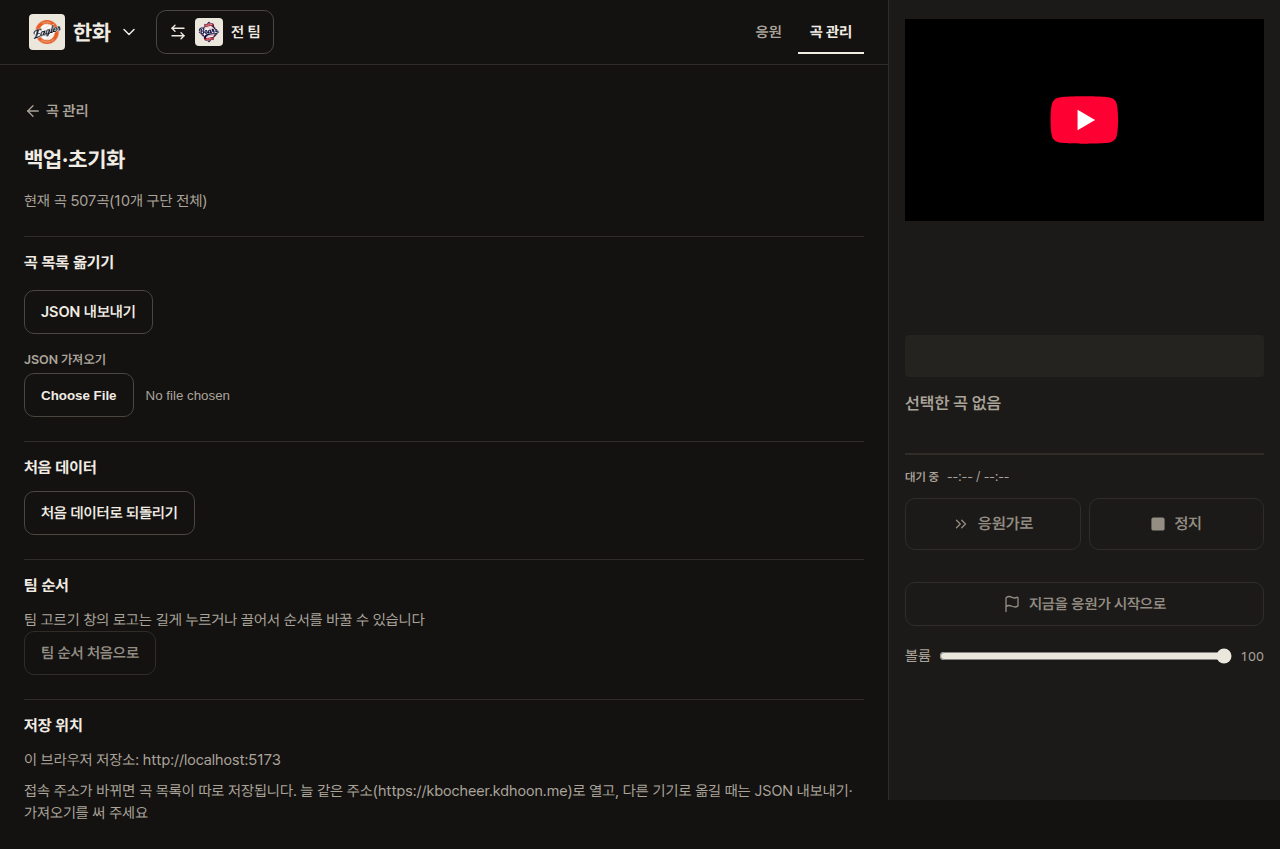 Eagles
한화
Bears
전 팀
응원
곡 관리
곡 관리
백업·초기화
현재 곡 507곡(10개 구단 전체)
곡 목록 옮기기
JSON 내보내기
JSON 가져오기
Choose File
No file chosen
처음 데이터
처음 데이터로 되돌리기
팀 순서
팀 고르기 창의 로고는 길게 누르거나 끌어서 순서를 바꿀 수 있습니다
팀 순서 처음으로
저장 위치
이 브라우저 저장소: http://localhost:5173
접속 주소가 바뀌면 곡 목록이 따로 저장됩니다. 늘 같은 주소(https://kbocheer.kdhoon.me)로 열고, 다른 기기로 옮길 때는 JSON 내보내기·
가져오기를 써 주세요
선택한 곡 없음
대기 중 --:-- / --:--
응원가로
정지
지금을 응원가 시작으로
볼륨
100